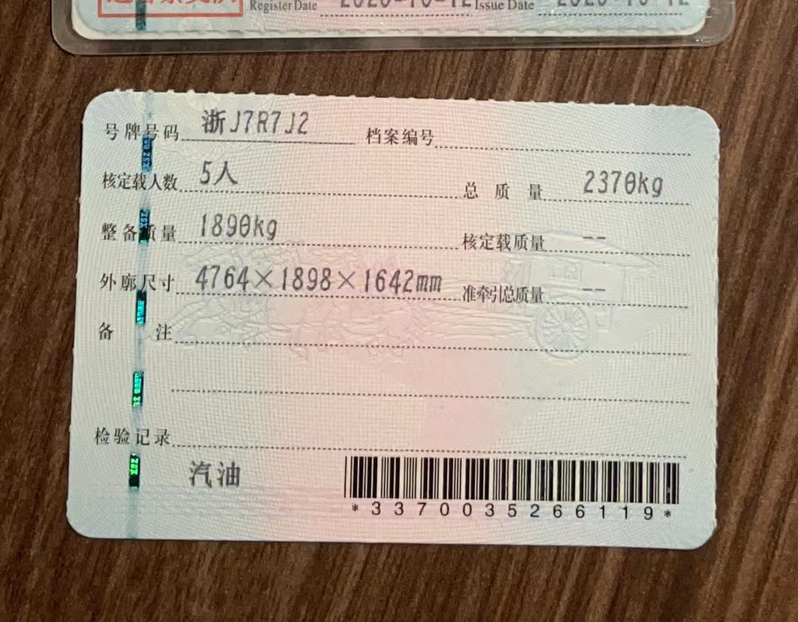 Register Date 2020-10-12 Issue Date
号牌号码 浙J7R7J2 档案编号
核定载人数 5人 总质量 2370kg
整备质量 1890kg 核定载质量 --
外廓尺寸 4764×1898×1642mm 准牵引总质量 --
备注
检验记录
汽油
*3370035266119*